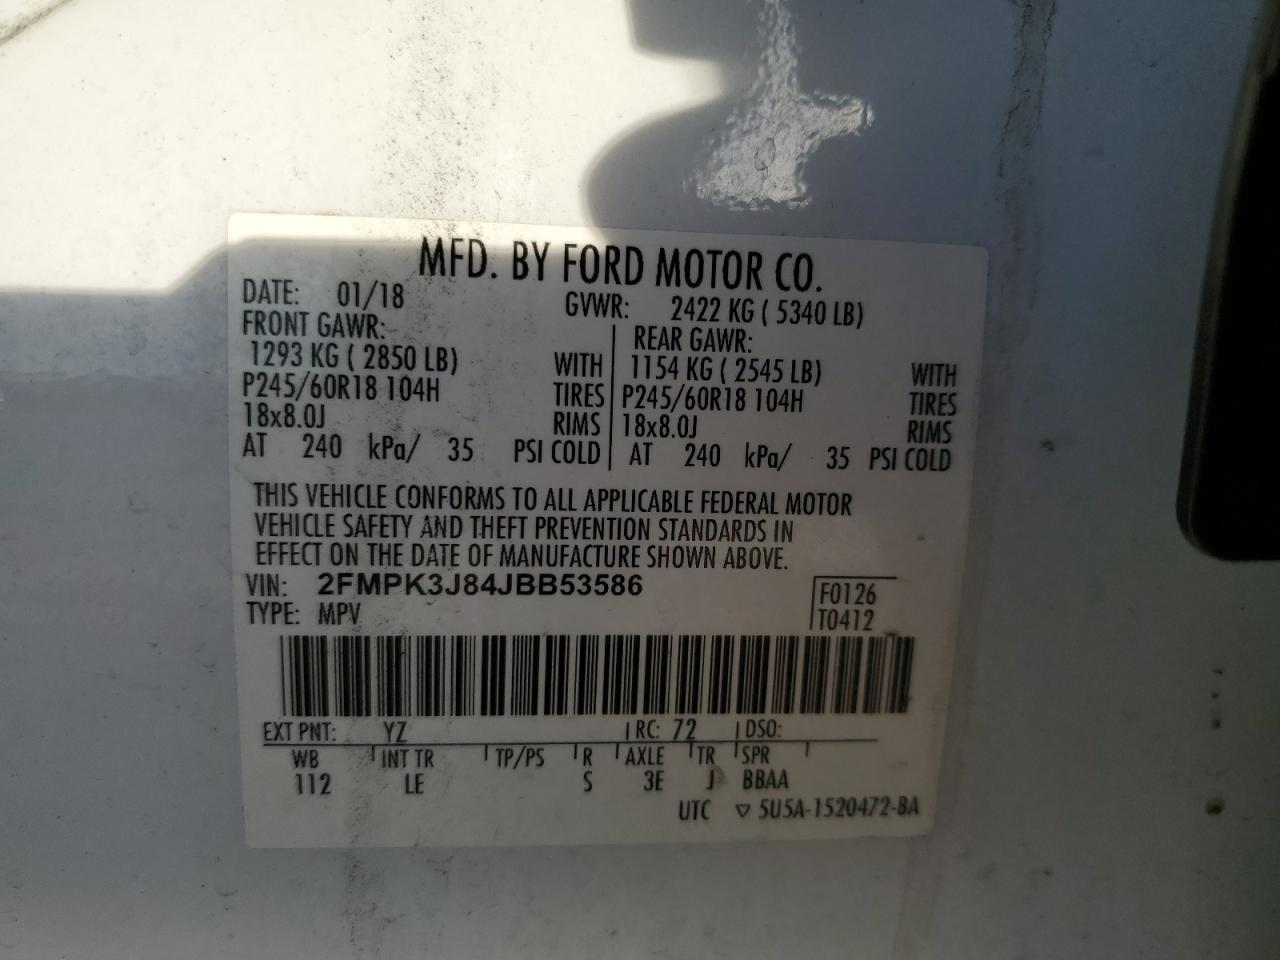 MFD. BY FORD MOTOR CO.
DATE: 01/18 GVWR: 2422 KG ( 5340 LB)
FRONT GAWR: REAR GAWR:
1293 KG ( 2850 LB) WITH 1154 KG ( 2545 LB) WITH
P245/60R18 104H TIRES P245/60R18 104H TIRES
18x8.0J RIMS 18x8.0J RIMS
AT 240 kPa/ 35 PSI COLD AT 240 kPa/ 35 PSI COLD
THIS VEHICLE CONFORMS TO ALL APPLICABLE FEDERAL MOTOR
VEHICLE SAFETY AND THEFT PREVENTION STANDARDS IN
EFFECT ON THE DATE OF MANUFACTURE SHOWN ABOVE.
VIN: 2FMPK3J84JBB53586 F0126
TYPE: MPV T0412
EXT PNT: YZ RC: 72 DSO:
WB INT TR TP/PS R AXLE TR SPR
112 LE S 3E J BBAA
UTC ▽ 5U5A-1520472-BA